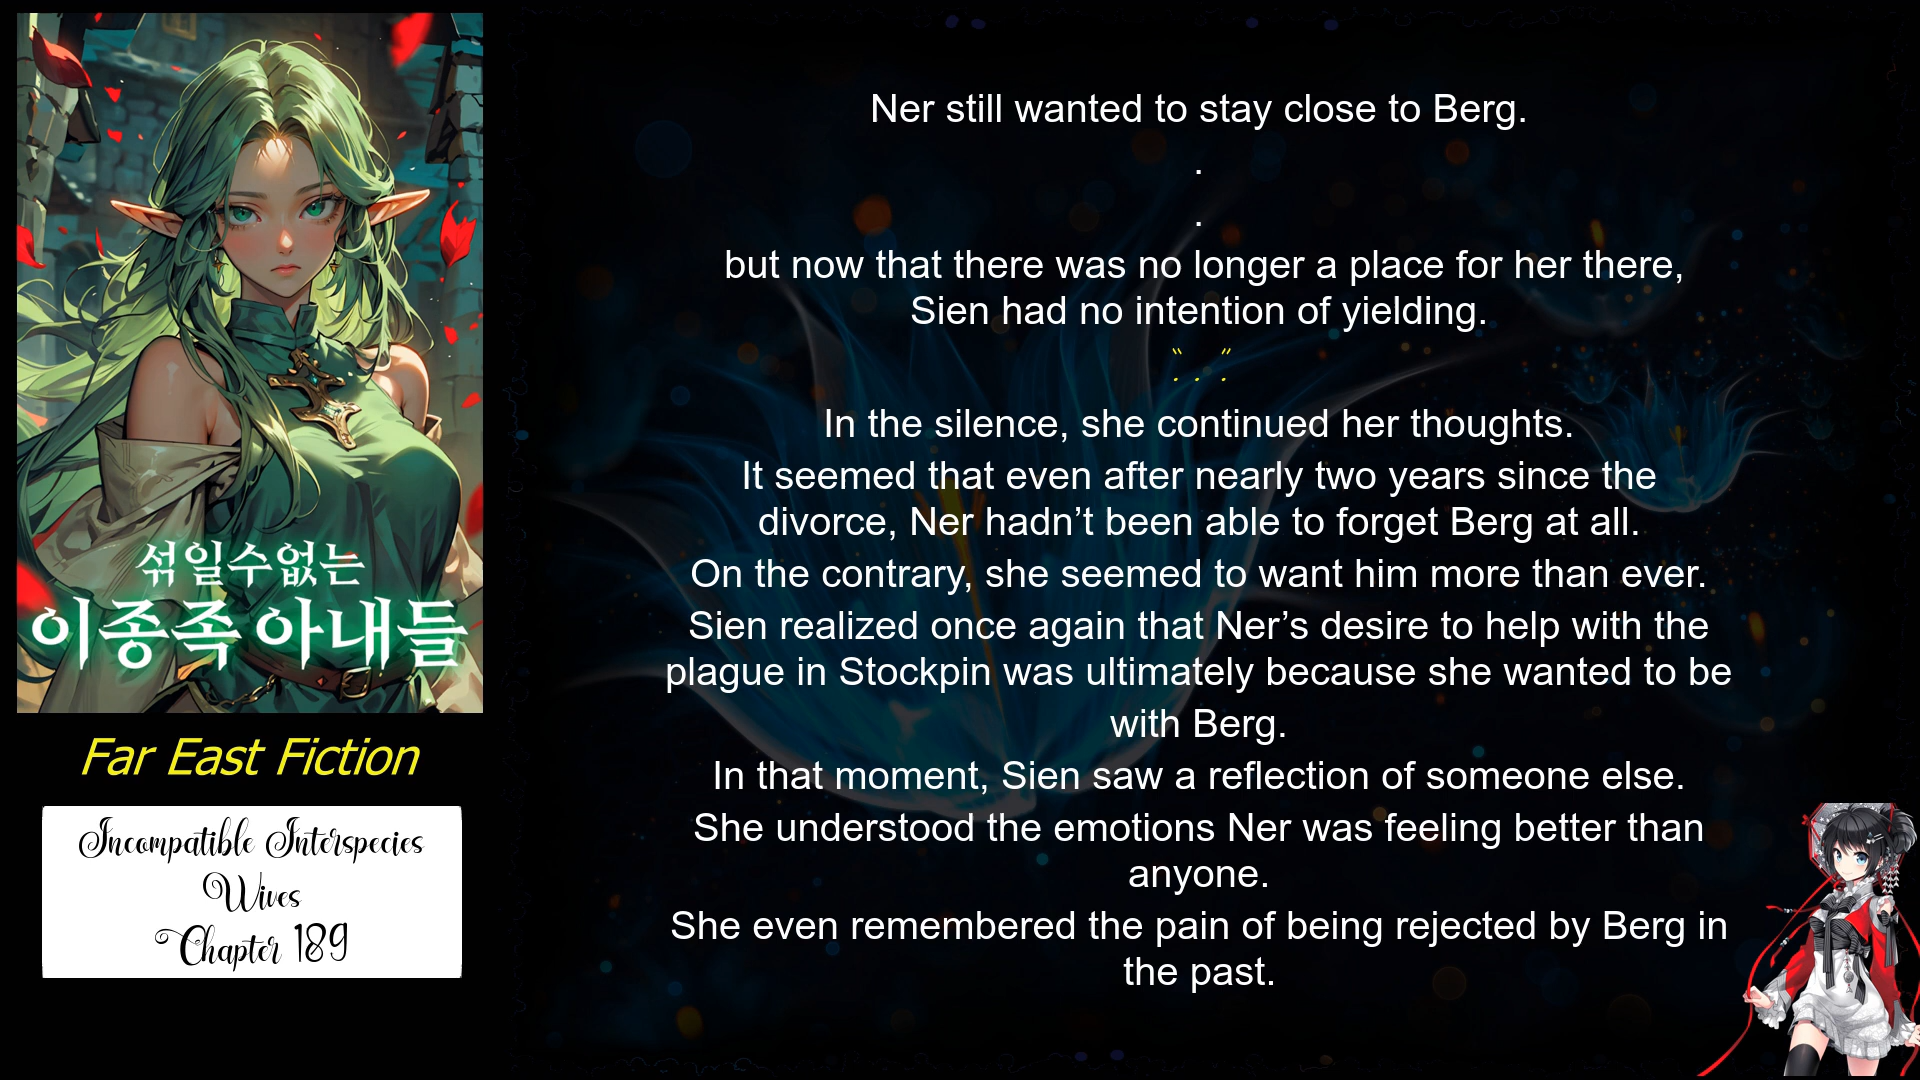 섞일수없는
이종족 아내들
Far East Fiction
Incompatible Interspecies
Wives
Chapter 189
Ner still wanted to stay close to Berg.
.
.
but now that there was no longer a place for her there,
Sien had no intention of yielding.
“. . .”
In the silence, she continued her thoughts.
It seemed that even after nearly two years since the
divorce, Ner hadn’t been able to forget Berg at all.
On the contrary, she seemed to want him more than ever.
Sien realized once again that Ner’s desire to help with the
plague in Stockpin was ultimately because she wanted to be
with Berg.
In that moment, Sien saw a reflection of someone else.
She understood the emotions Ner was feeling better than
anyone.
She even remembered the pain of being rejected by Berg in
the past.